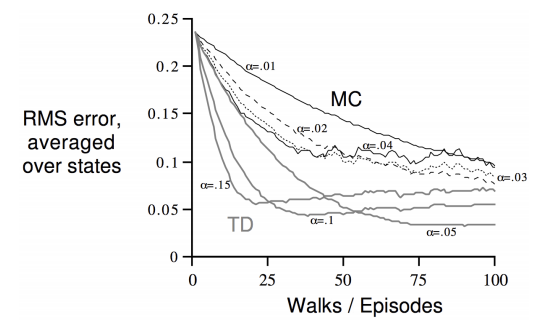 0.25
0.2
0.15
0.1
0.05
0
RMS error,
averaged
over states
α=.01
MC
α=.02
α=.04
α=.03
α=.15
TD
α=.1
α=.05
0 25 50 75 100
Walks / Episodes